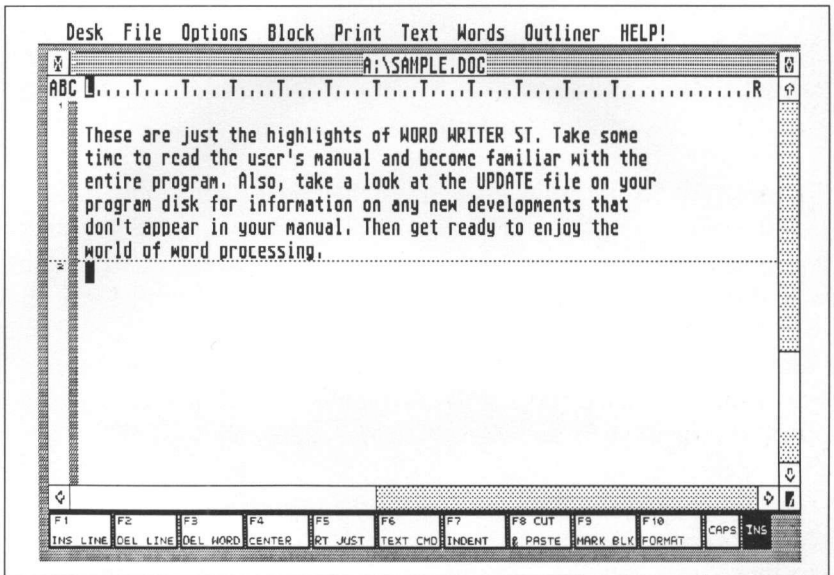 Desk File Options Block Print Text Words Outliner HELP!
A:\SAMPLE.DOC
ABC L....T....T....T....T....T....T....T....T....T....T....T..............R
1
These are just the highlights of WORD WRITER ST. Take some
time to read the user's manual and become familiar with the
entire program. Also, take a look at the UPDATE file on your
program disk for information on any new developments that
don't appear in your manual. Then get ready to enjoy the
world of word processing.
2
F1 F2 F3 F4 F5 F6 F7 F8 CUT F9 F10
INS LINE DEL LINE DEL WORD CENTER RT JUST TEXT CMD INDENT & PASTE MARK BLK FORMAT CAPS INS